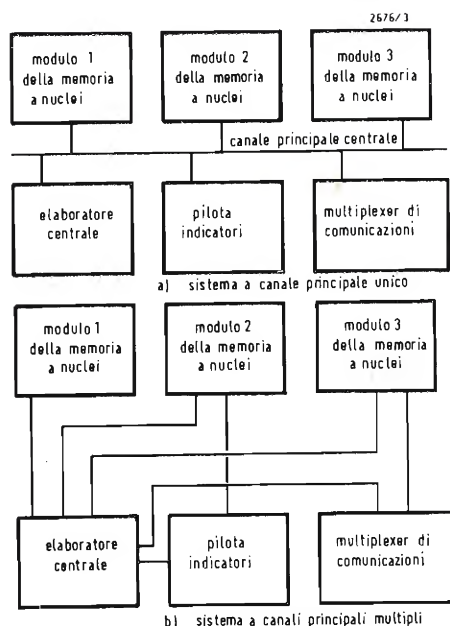 2676/3
modulo 1
della memoria
a nuclei
modulo 2
della memoria
a nuclei
modulo 3
della memoria
a nuclei
canale principale centrale
elaboratore
centrale
pilota
indicatori
multiplexer di
comunicazioni
a) sistema a canale principale unico
modulo 1
della memoria
a nuclei
modulo 2
della memoria
a nuclei
modulo 3
della memoria
a nuclei
elaboratore
centrale
pilota
indicatori
multiplexer di
comunicazioni
b) sistema a canali principali multipli